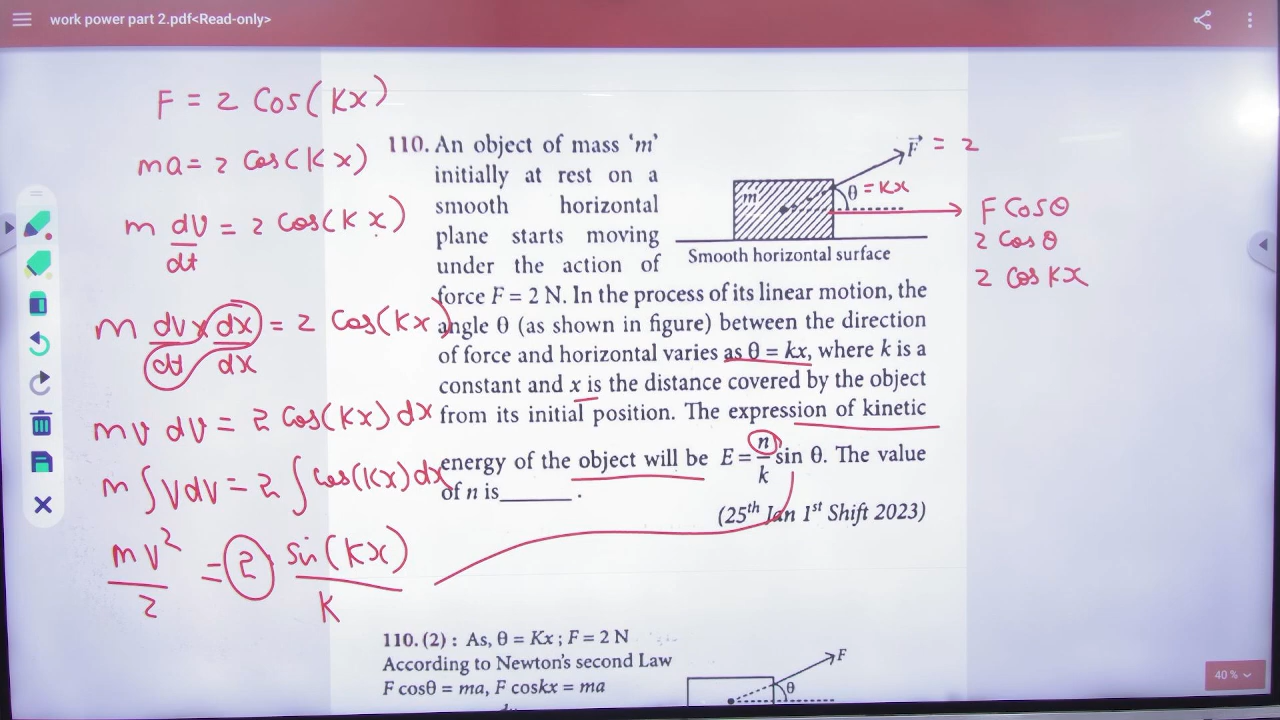 work power part 2.pdf<Read-only>
F = 2 Cos(Kx)
ma = 2 Cos(Kx)
m dv/dt = 2 Cos(Kx)
m dv/dt x dx/dx = 2 Cos(Kx)
mv dv = 2 Cos(Kx) dx
m ∫vdv = 2 ∫cos(Kx)dx
mv²/2 = 2 sin(Kx)/K
110. An object of mass 'm'
initially at rest on a
smooth horizontal
plane starts moving
under the action of
force F = 2 N. In the process of its linear motion, the
angle θ (as shown in figure) between the direction
of force and horizontal varies as θ = kx, where k is a
constant and x is the distance covered by the object
from its initial position. The expression of kinetic
energy of the object will be E = n/k sin θ. The value
of n is______ .
(25th Jan 1st Shift 2023)
F⃗ = 2
m
θ = Kx
F Cosθ
2 Cosθ
2 Cos Kx
Smooth horizontal surface
110. (2) : As, θ = Kx ; F = 2 N
According to Newton's second Law
F cosθ = ma, F coskx = ma
F
θ
40 %